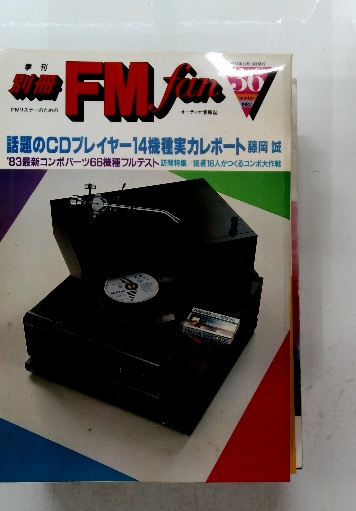 季刊
別冊 FM fan
36
winter
FMリスナーのための
オーディオ情報誌
話題のCDプレイヤー14機種実力レポート 藤岡 誠
'83最新コンポパーツ66機種フルテスト 訪問特集/読者16人がつくるコンポ大作戦